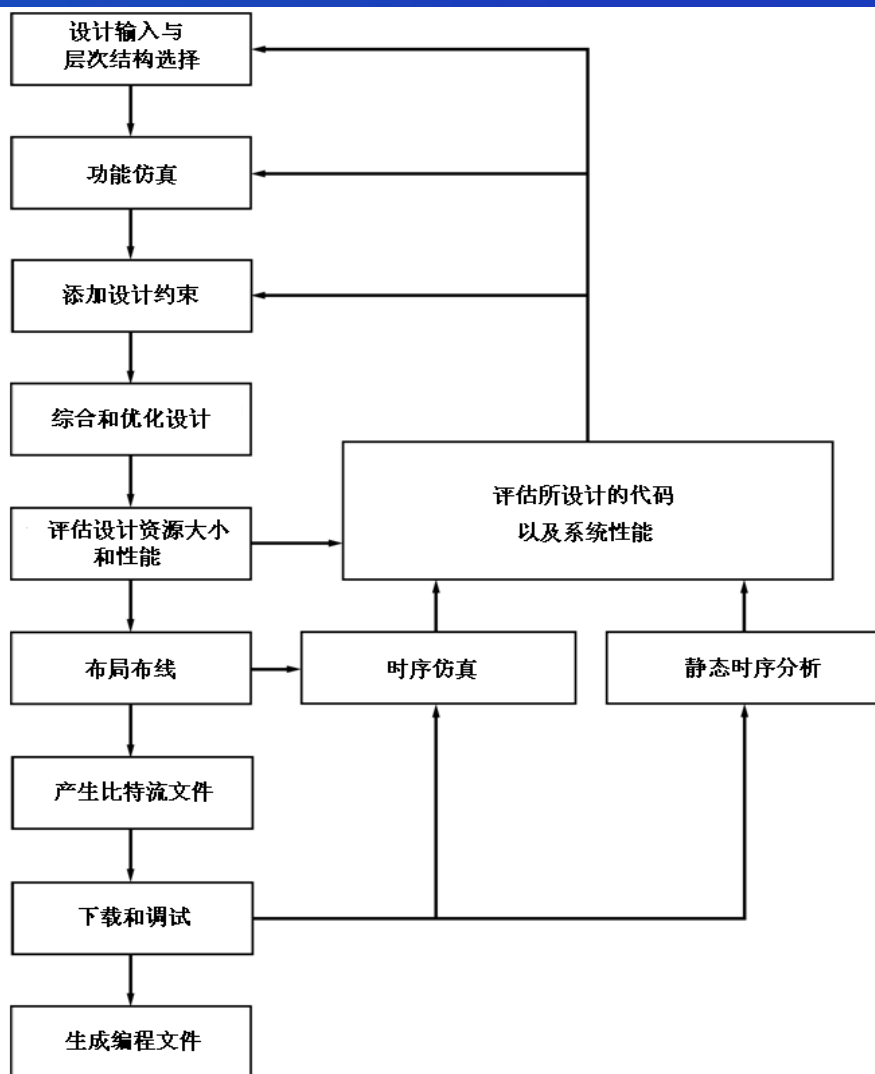 设计输入与
层次结构选择
功能仿真
添加设计约束
综合和优化设计
评估所设计的代码
以及系统性能
评估设计资源大小
和性能
布局布线
时序仿真
静态时序分析
产生比特流文件
下载和调试
生成编程文件